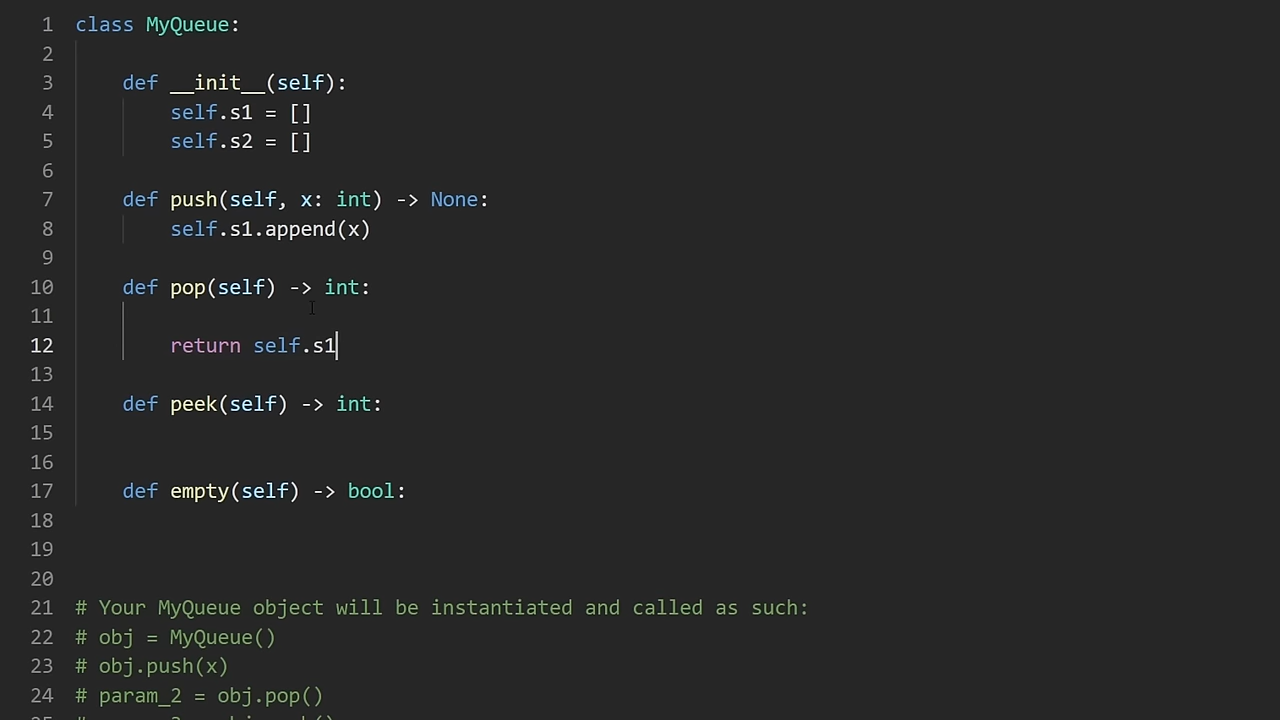 1 class MyQueue:
2
3 def __init__(self):
4 self.s1 = []
5 self.s2 = []
6
7 def push(self, x: int) -> None:
8 self.s1.append(x)
9
10 def pop(self) -> int:
11
12 return self.s1
13
14 def peek(self) -> int:
15
16
17 def empty(self) -> bool:
18
19
20
21 # Your MyQueue object will be instantiated and called as such:
22 # obj = MyQueue()
23 # obj.push(x)
24 # param_2 = obj.pop()